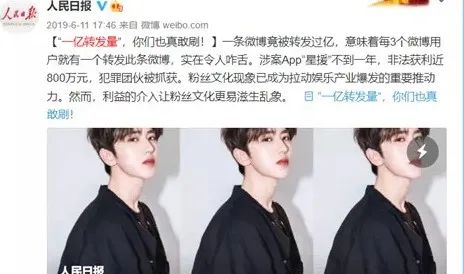 人民日报
人民日报
2019-6-11 17:46 来自 微博 weibo.com
【“一亿转发量”,你们也真敢刷!】一条微博竟被转发过亿,意味着每3个微博用
户就有一个转发此条微博,实在令人咋舌。涉案App“星援”不到一年,非法获利近
800万元,犯罪团伙被抓获。粉丝文化现象已成为拉动娱乐产业爆发的重要推动
力。然而,利益的介入让粉丝文化更易滋生乱象。 “一亿转发量”,你们也真
敢刷!
人民日报